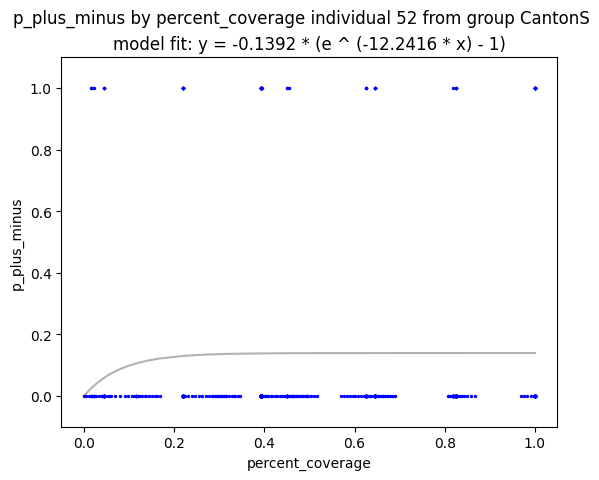 p_plus_minus by percent_coverage individual 52 from group CantonS
model fit: y = -0.1392 * (e ^ (-12.2416 * x) - 1)
1.0
0.8
0.6
0.4
0.2
0.0
p_plus_minus
0.0 0.2 0.4 0.6 0.8 1.0
percent_coverage